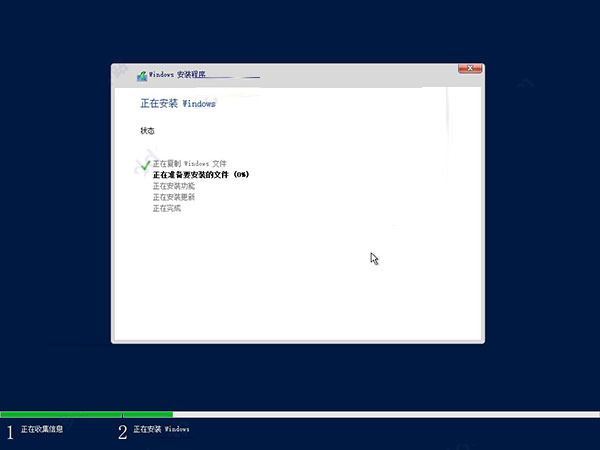 Windows 安装程序
正在安装 Windows
状态
正在复制 Windows 文件
正在准备要安装的文件 (0%)
正在安装功能
正在安装更新
正在完成
1 正在收集信息
2 正在安装 Windows